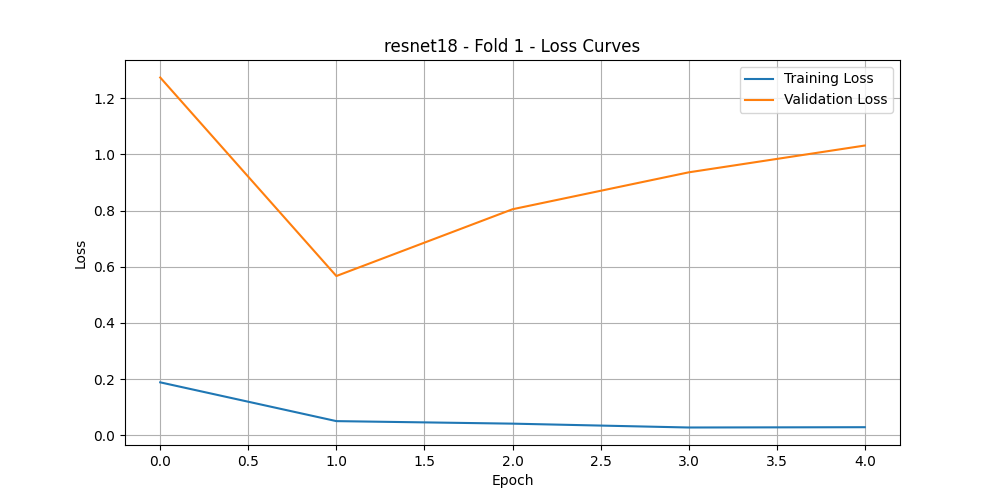 resnet18 - Fold 1 - Loss Curves
Training Loss
Validation Loss
Loss
1.2
1.0
0.8
0.6
0.4
0.2
0.0
0.0 0.5 1.0 1.5 2.0 2.5 3.0 3.5 4.0
Epoch